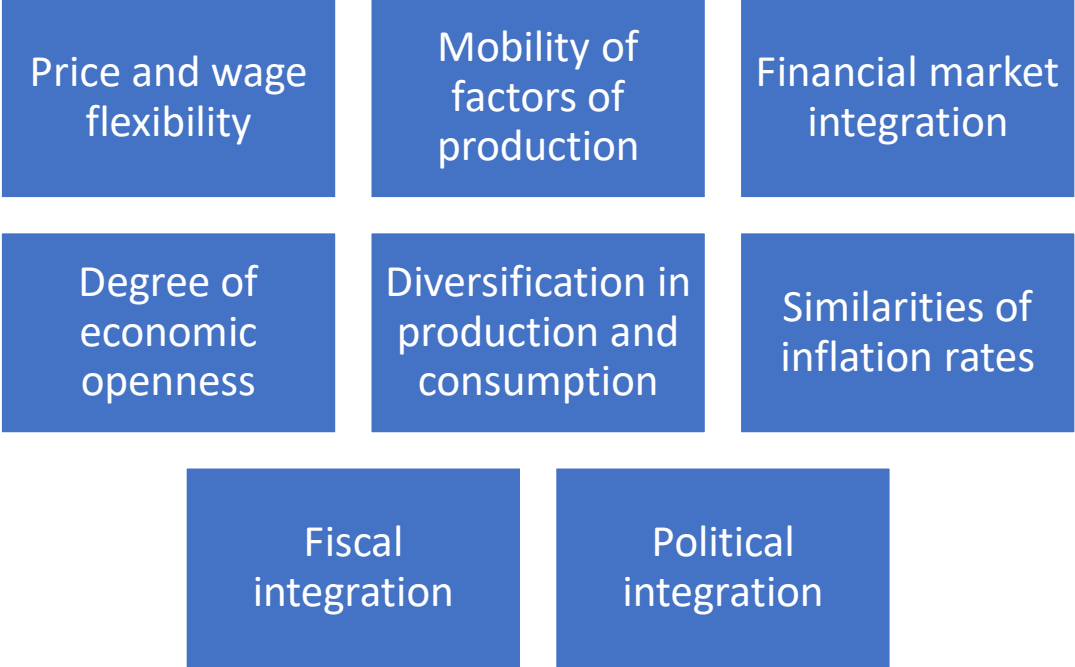 Price and wage
flexibility
Mobility of
factors of
production
Financial market
integration
Degree of
economic
openness
Diversification in
production and
consumption
Similarities of
inflation rates
Fiscal
integration
Political
integration